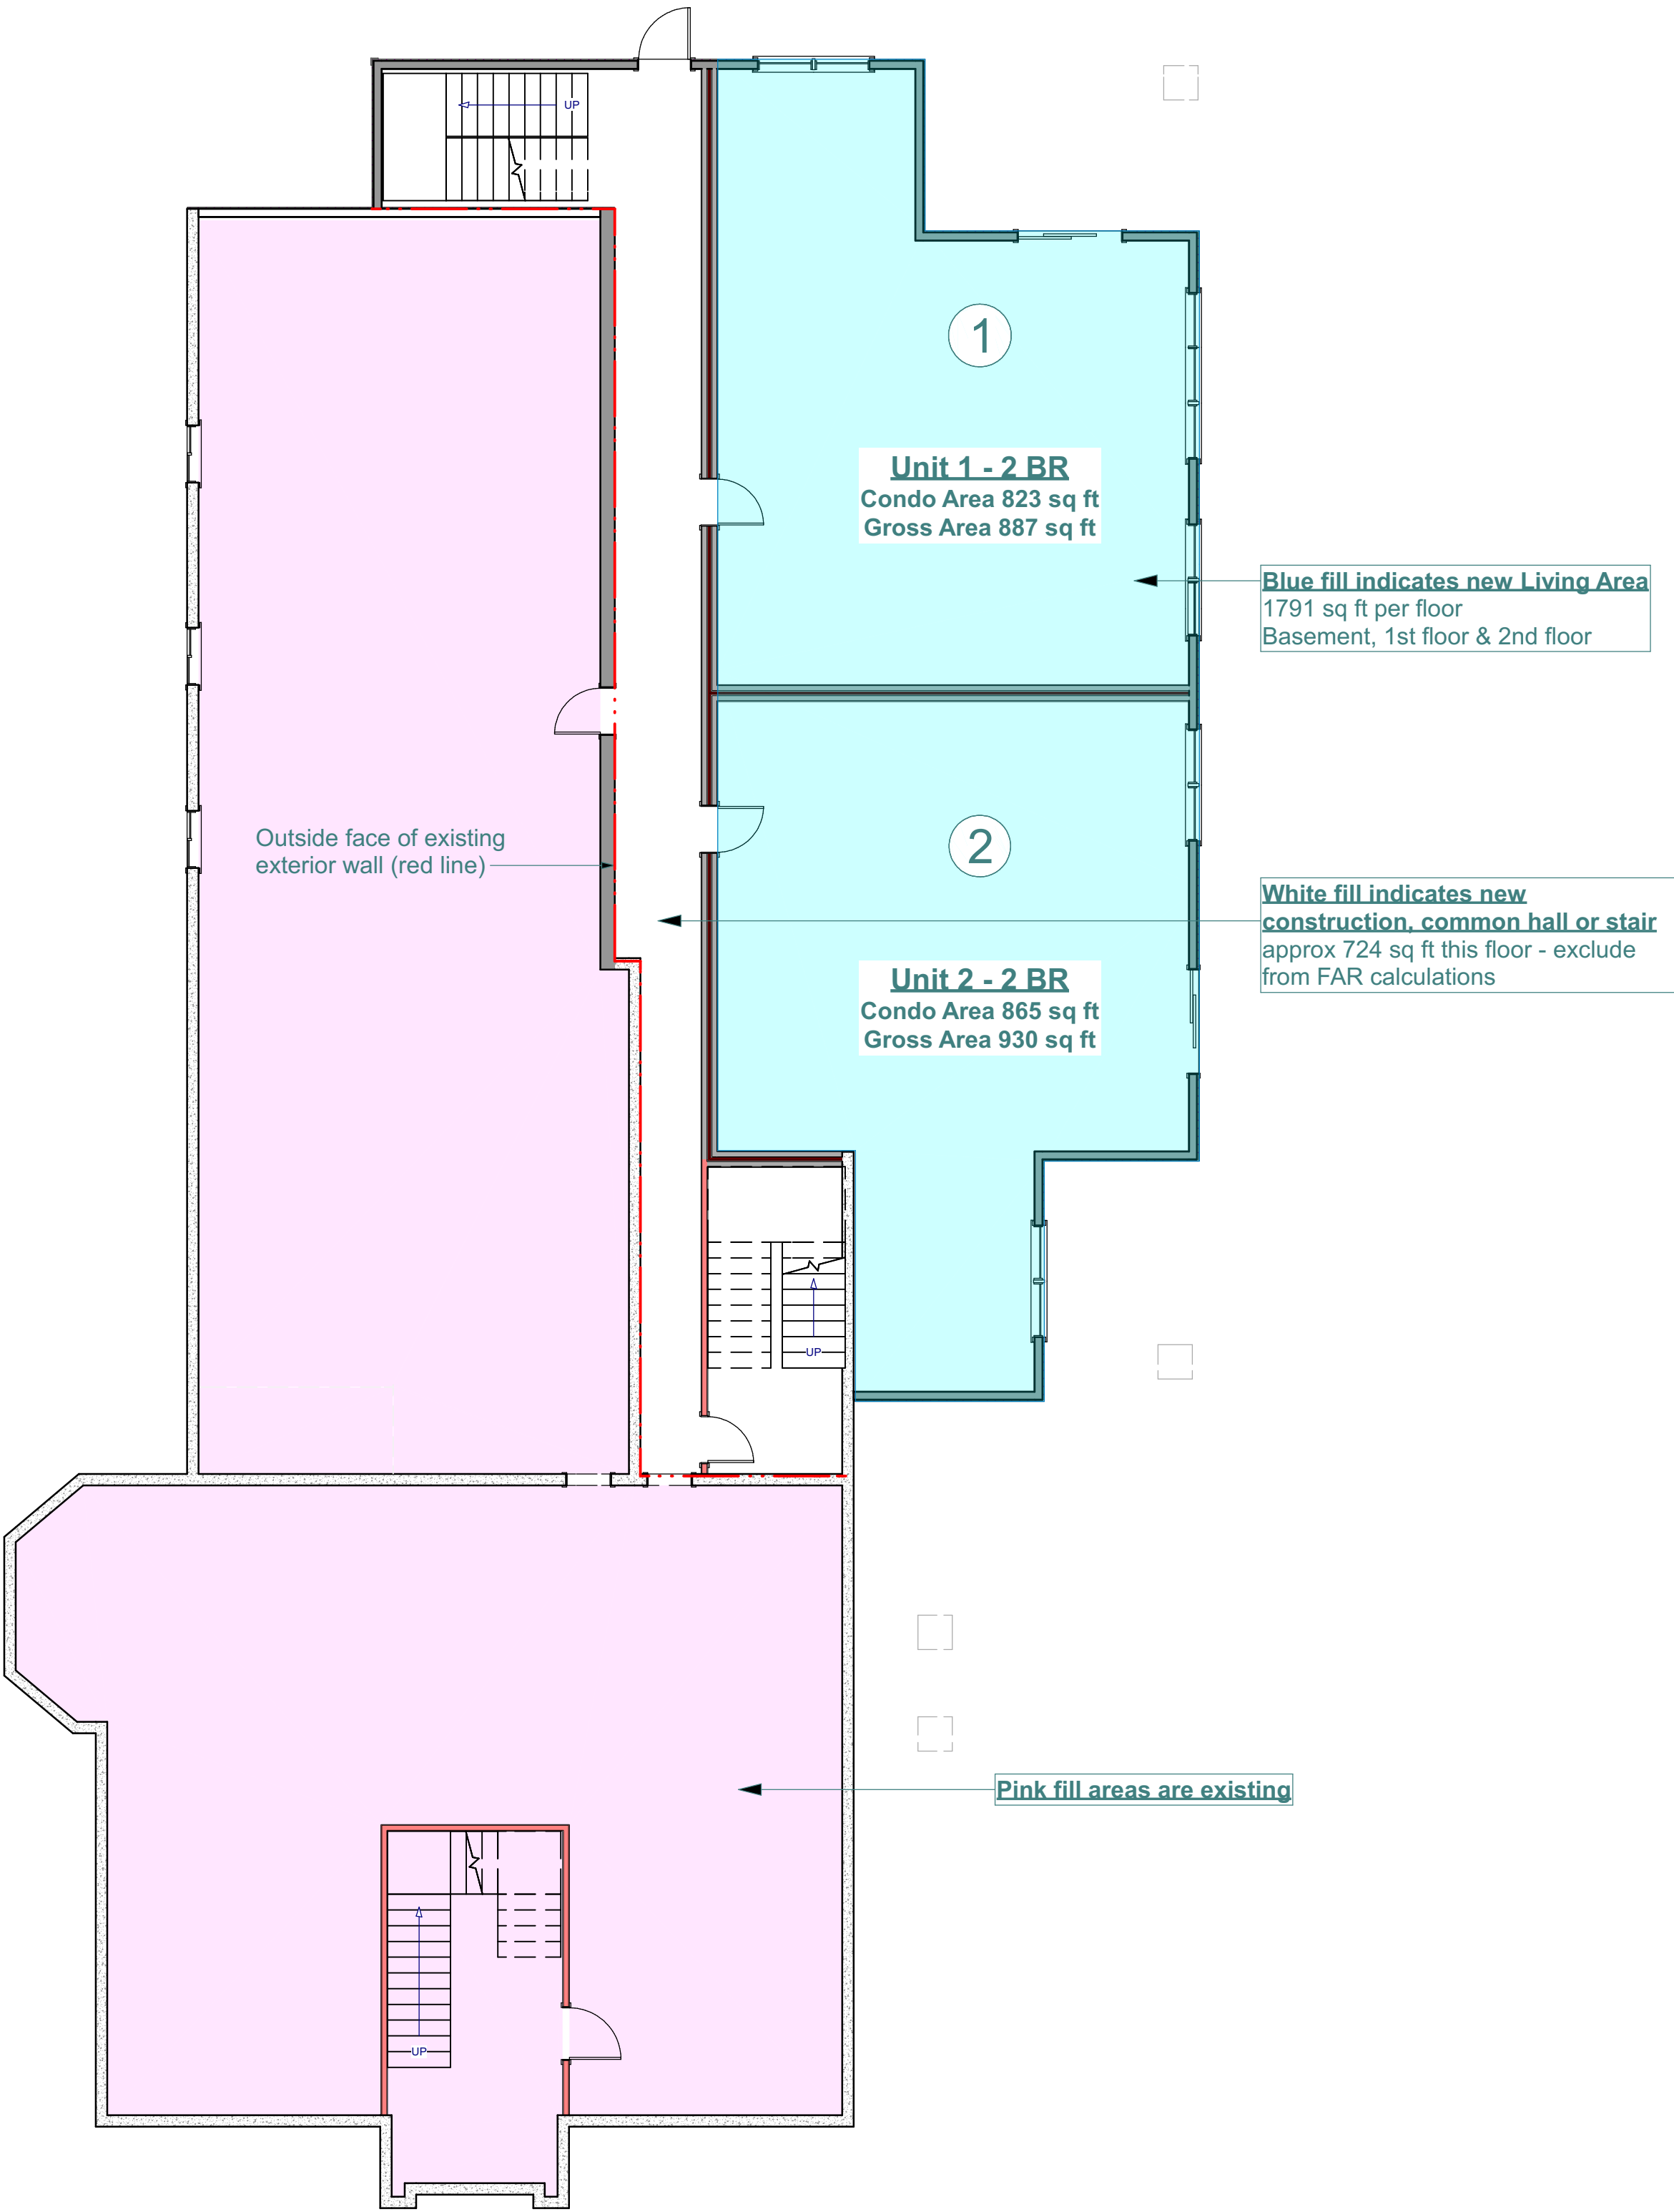 UP
1
Unit 1 - 2 BR
Condo Area 823 sq ft
Gross Area 887 sq ft
Blue fill indicates new Living Area
1791 sq ft per floor
Basement, 1st floor & 2nd floor
Outside face of existing
exterior wall (red line)
2
White fill indicates new
construction, common hall or stair
approx 724 sq ft this floor - exclude
from FAR calculations
Unit 2 - 2 BR
Condo Area 865 sq ft
Gross Area 930 sq ft
UP
Pink fill areas are existing
UP